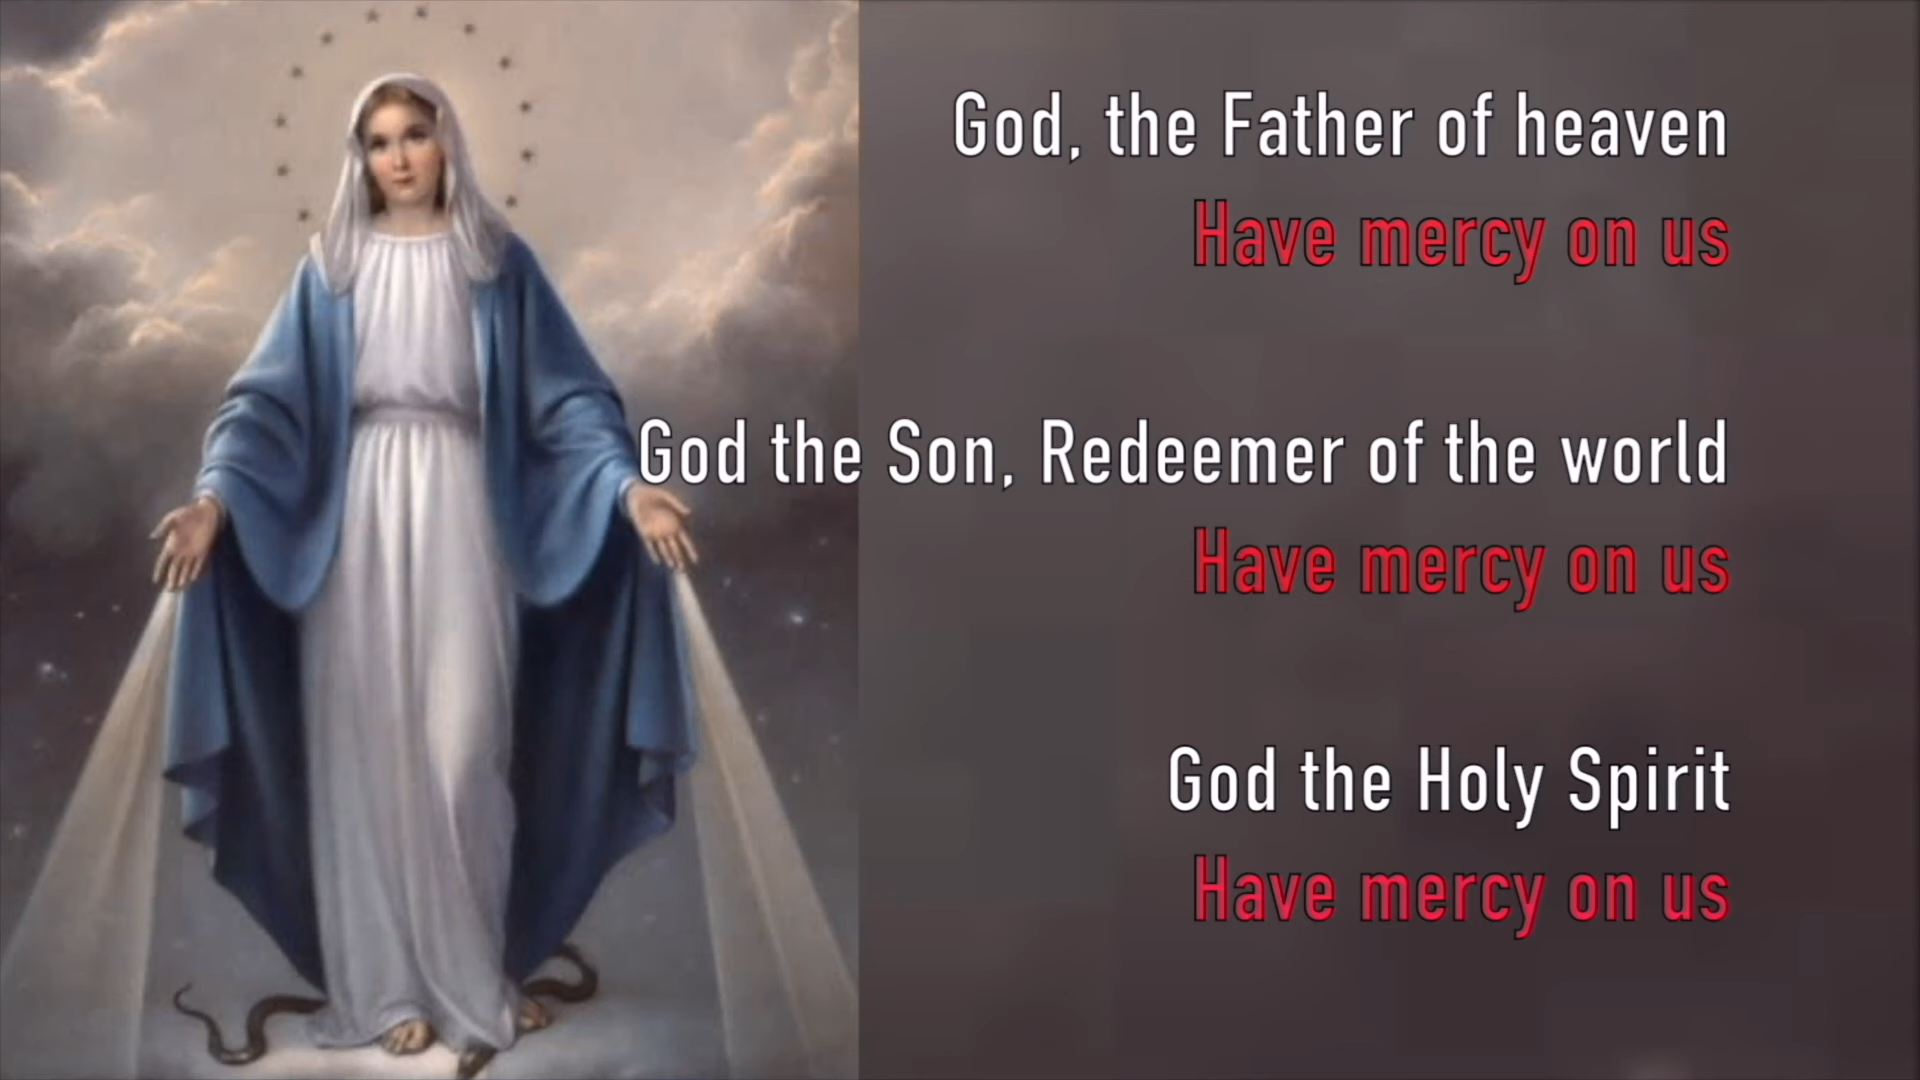 God, the Father of heaven
Have mercy on us
God the Son, Redeemer of the world
Have mercy on us
God the Holy Spirit
Have mercy on us